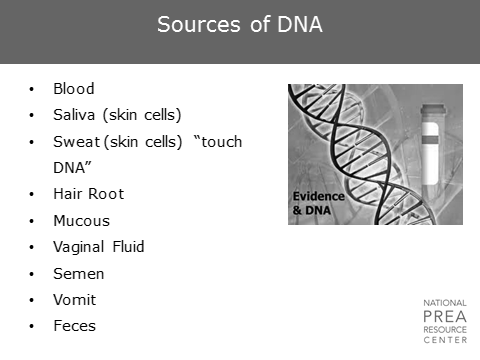 Sources of DNA
• Blood
• Saliva (skin cells)
• Sweat (skin cells) “touch
DNA”
• Hair Root
• Mucous
• Vaginal Fluid
• Semen
• Vomit
• Feces
Evidence
& DNA
NATIONAL
PREA
RESOURCE
CENTER